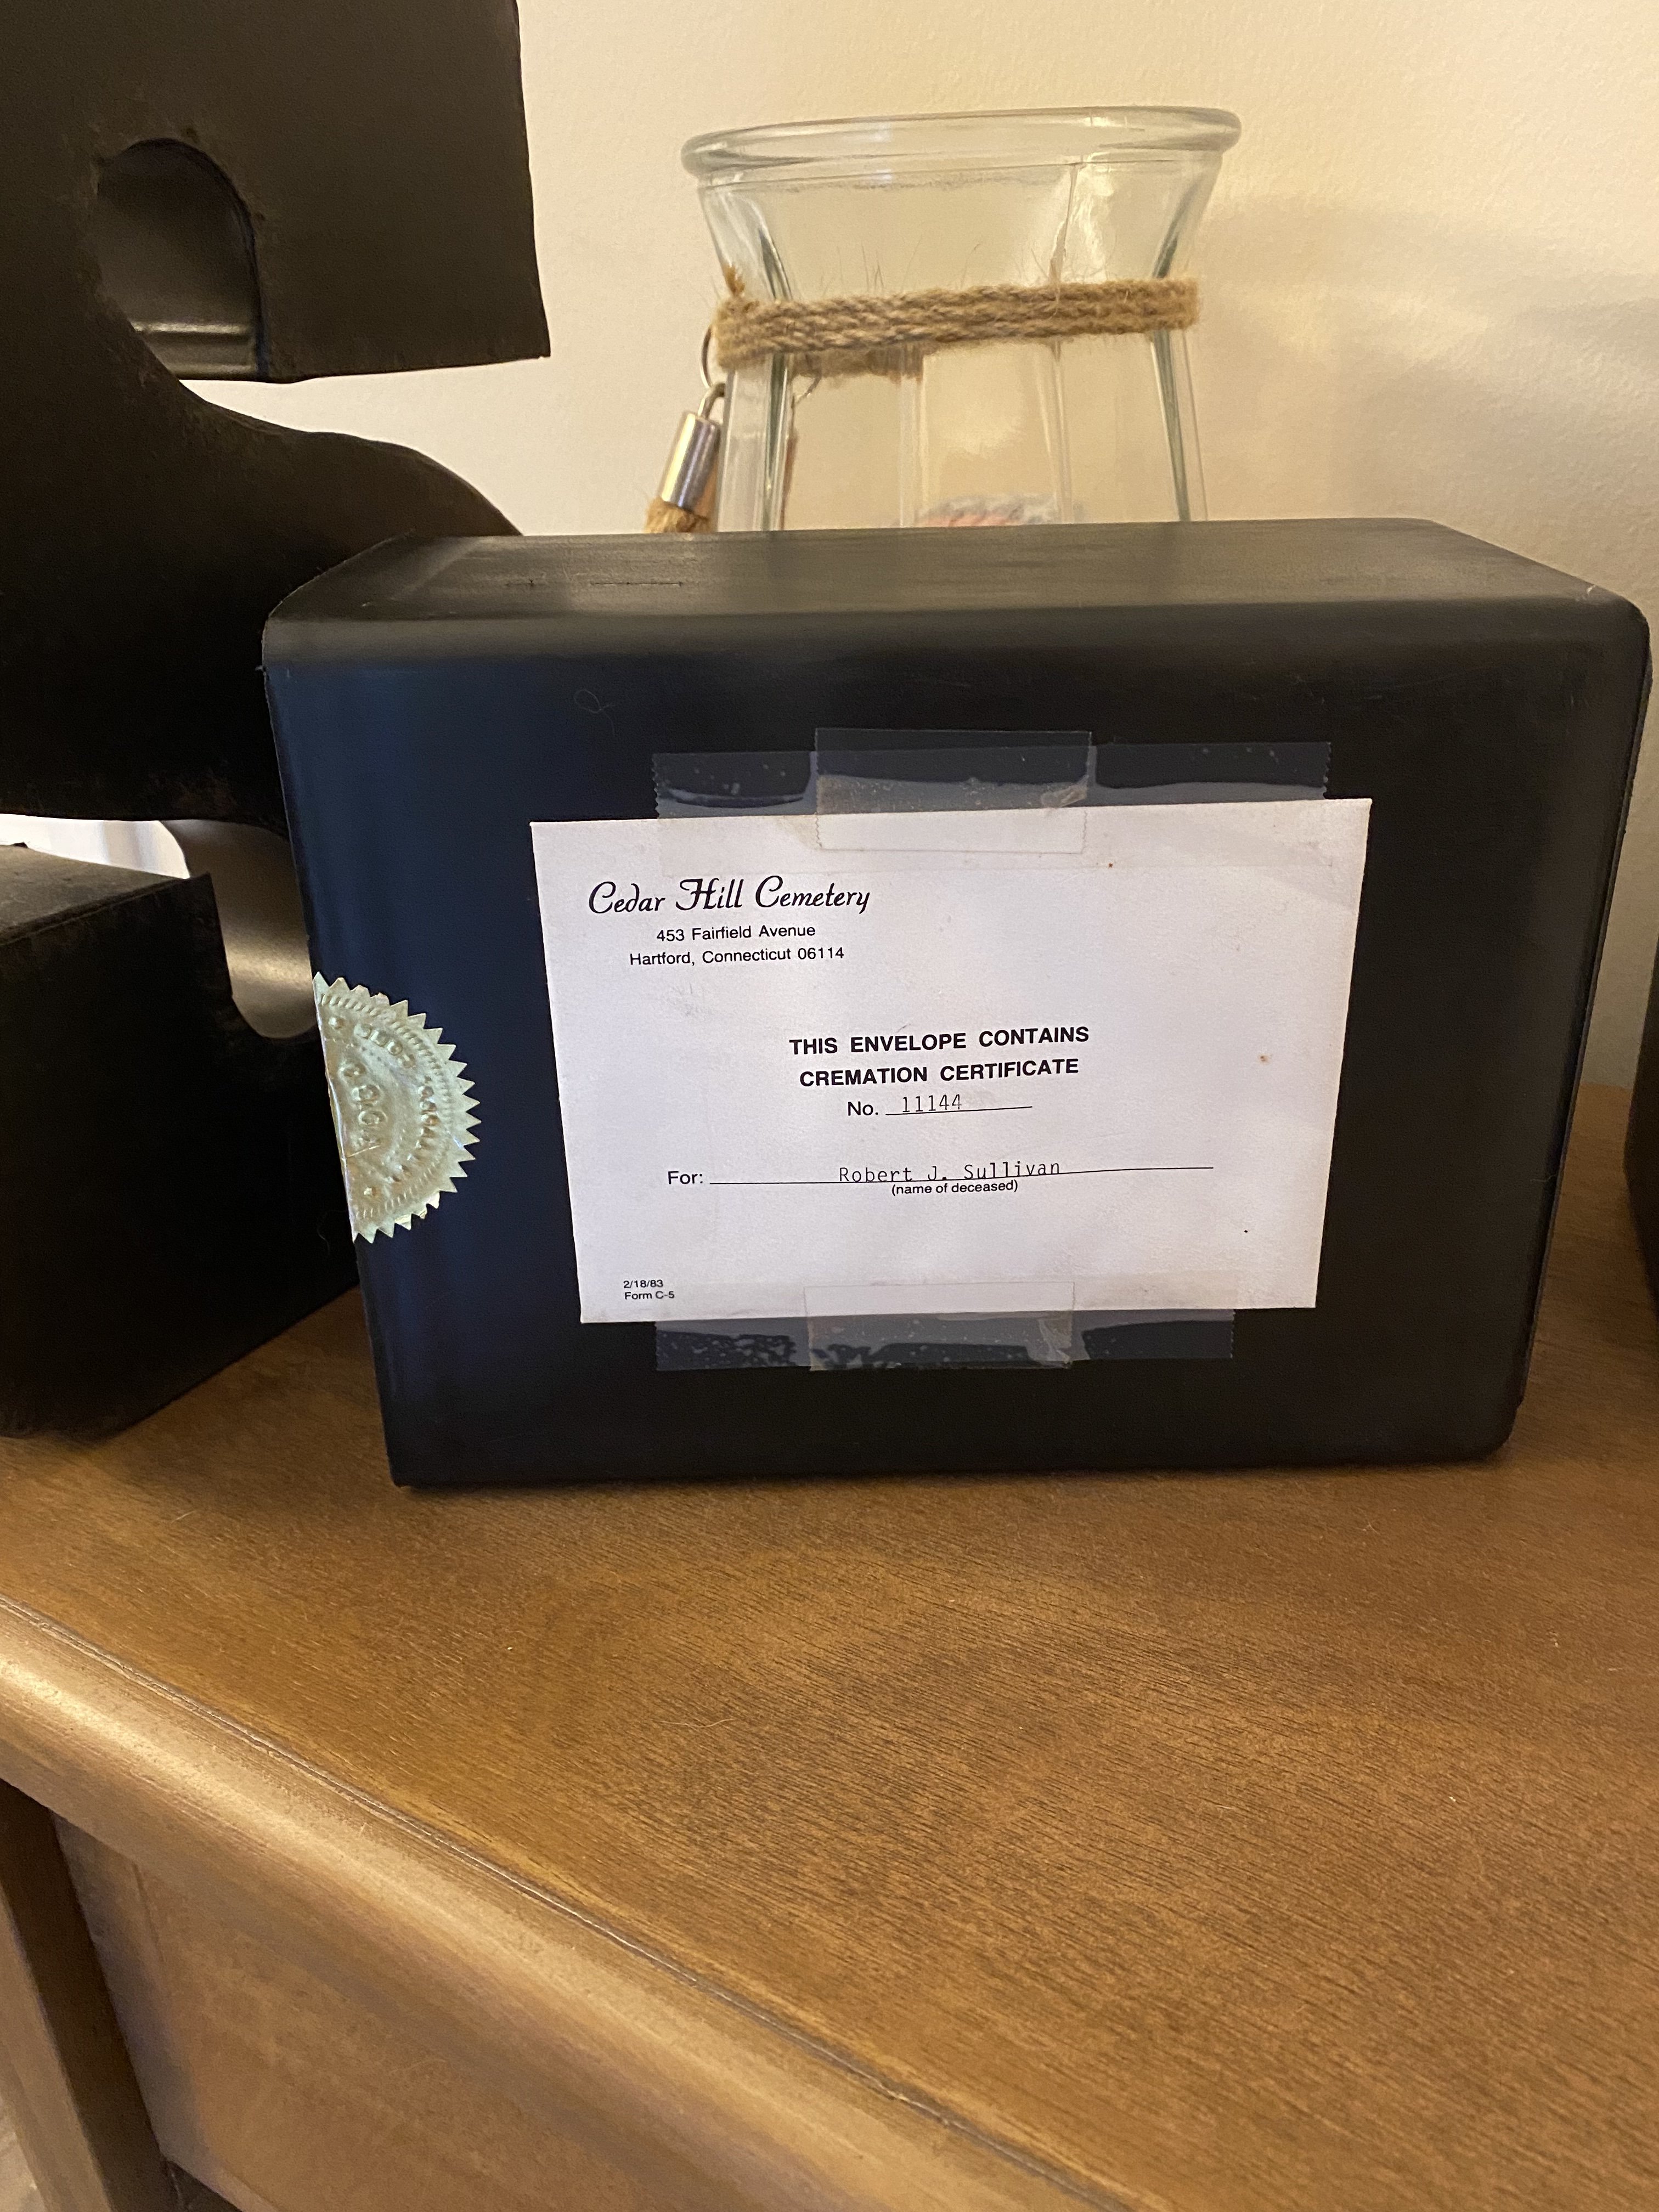 Cedar Hill Cemetery
453 Fairfield Avenue
Hartford, Connecticut 06114
THIS ENVELOPE CONTAINS
CREMATION CERTIFICATE
No. 11144
For: Robert J. Sullivan
(name of deceased)
2/18/83
Form C-5